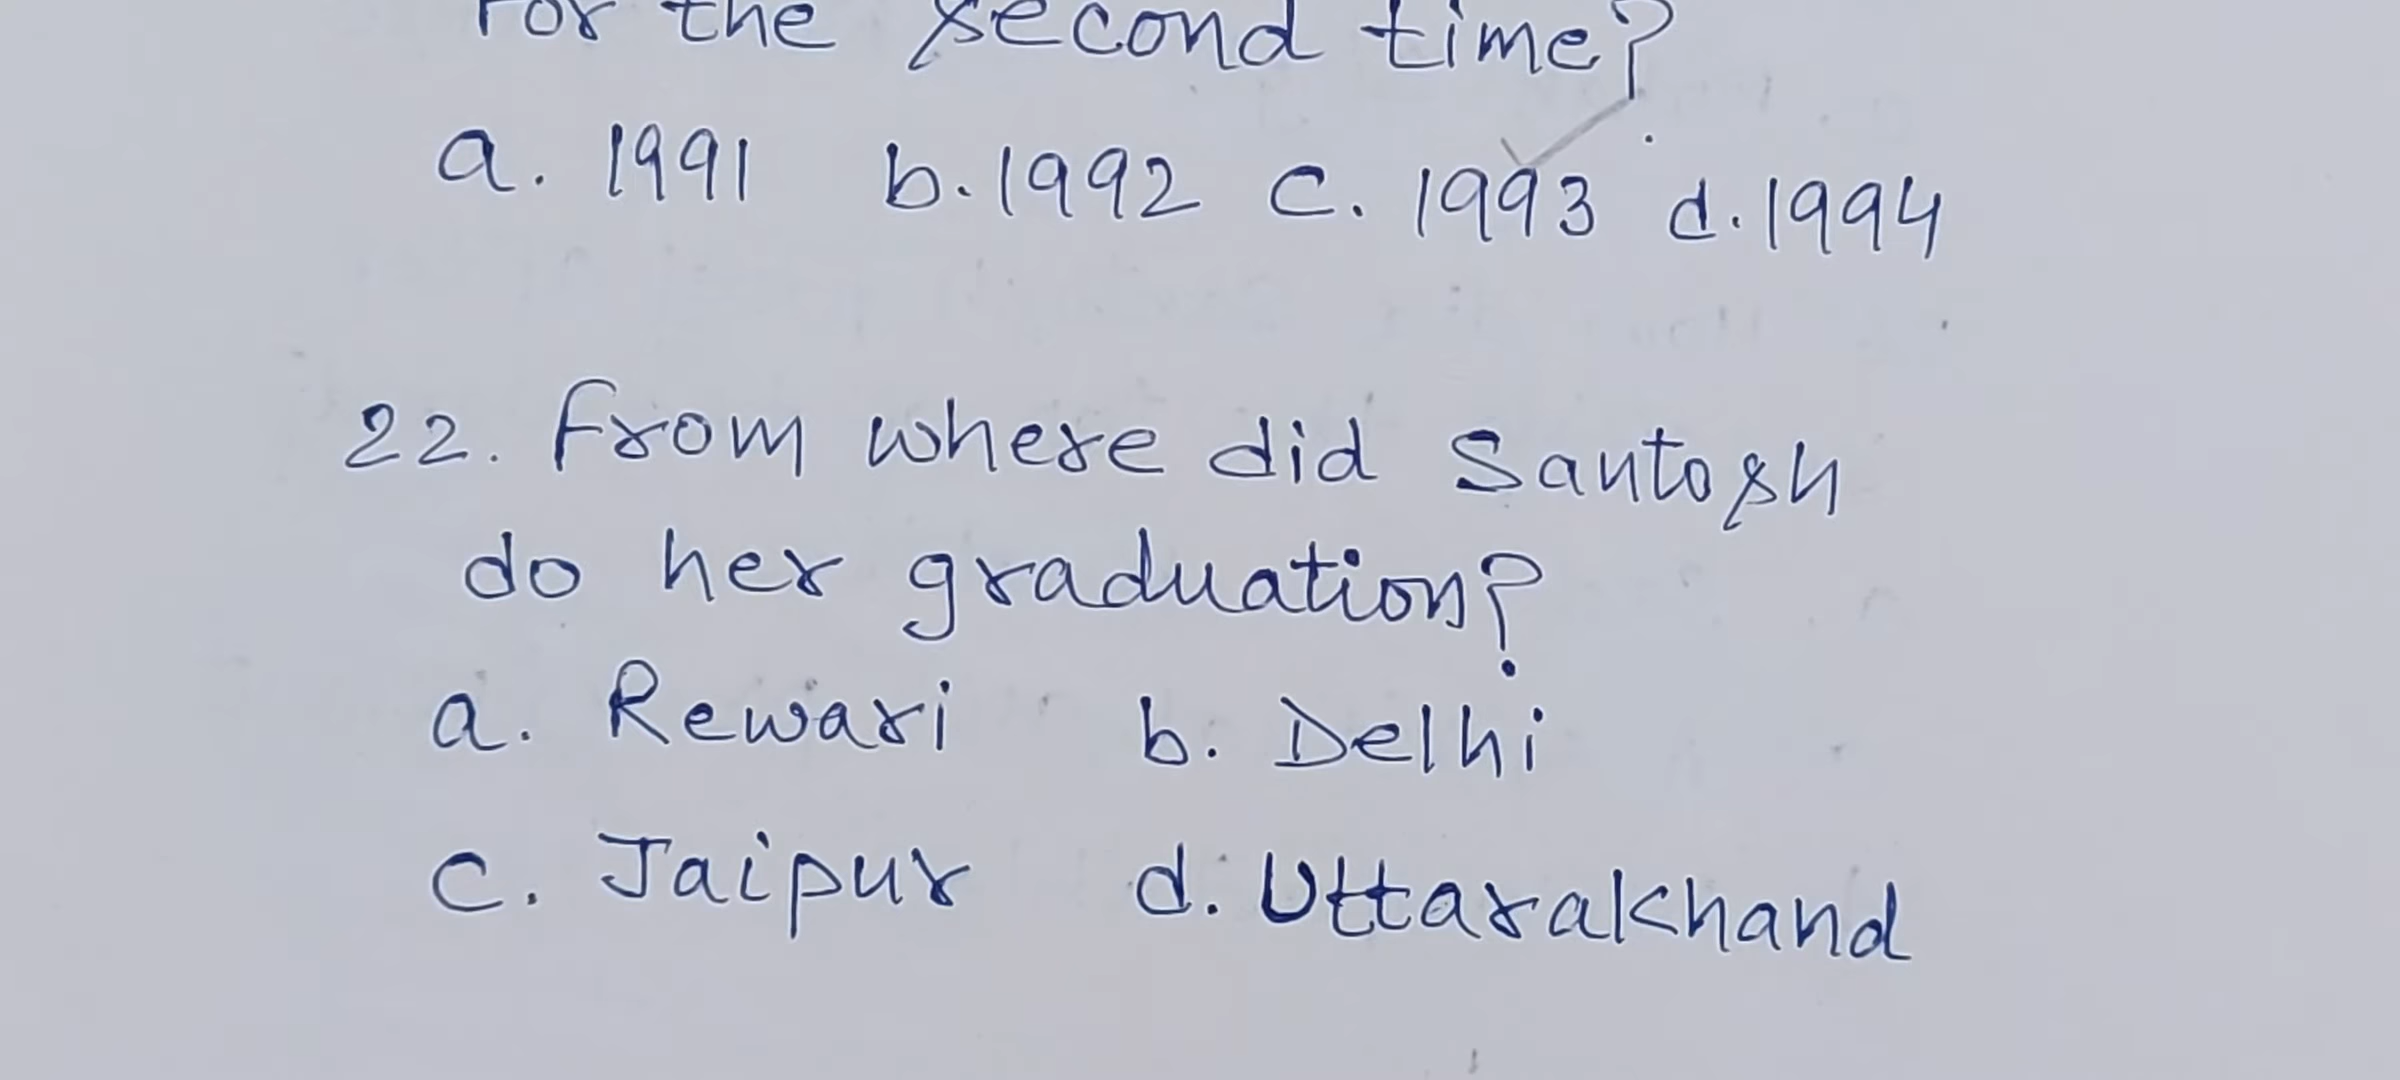 For the second time?
a. 1991 b. 1992 c. 1993 d. 1994
22. From where did Santosh
do her graduation?
a. Rewari b. Delhi
c. Jaipur d. Uttarakhand